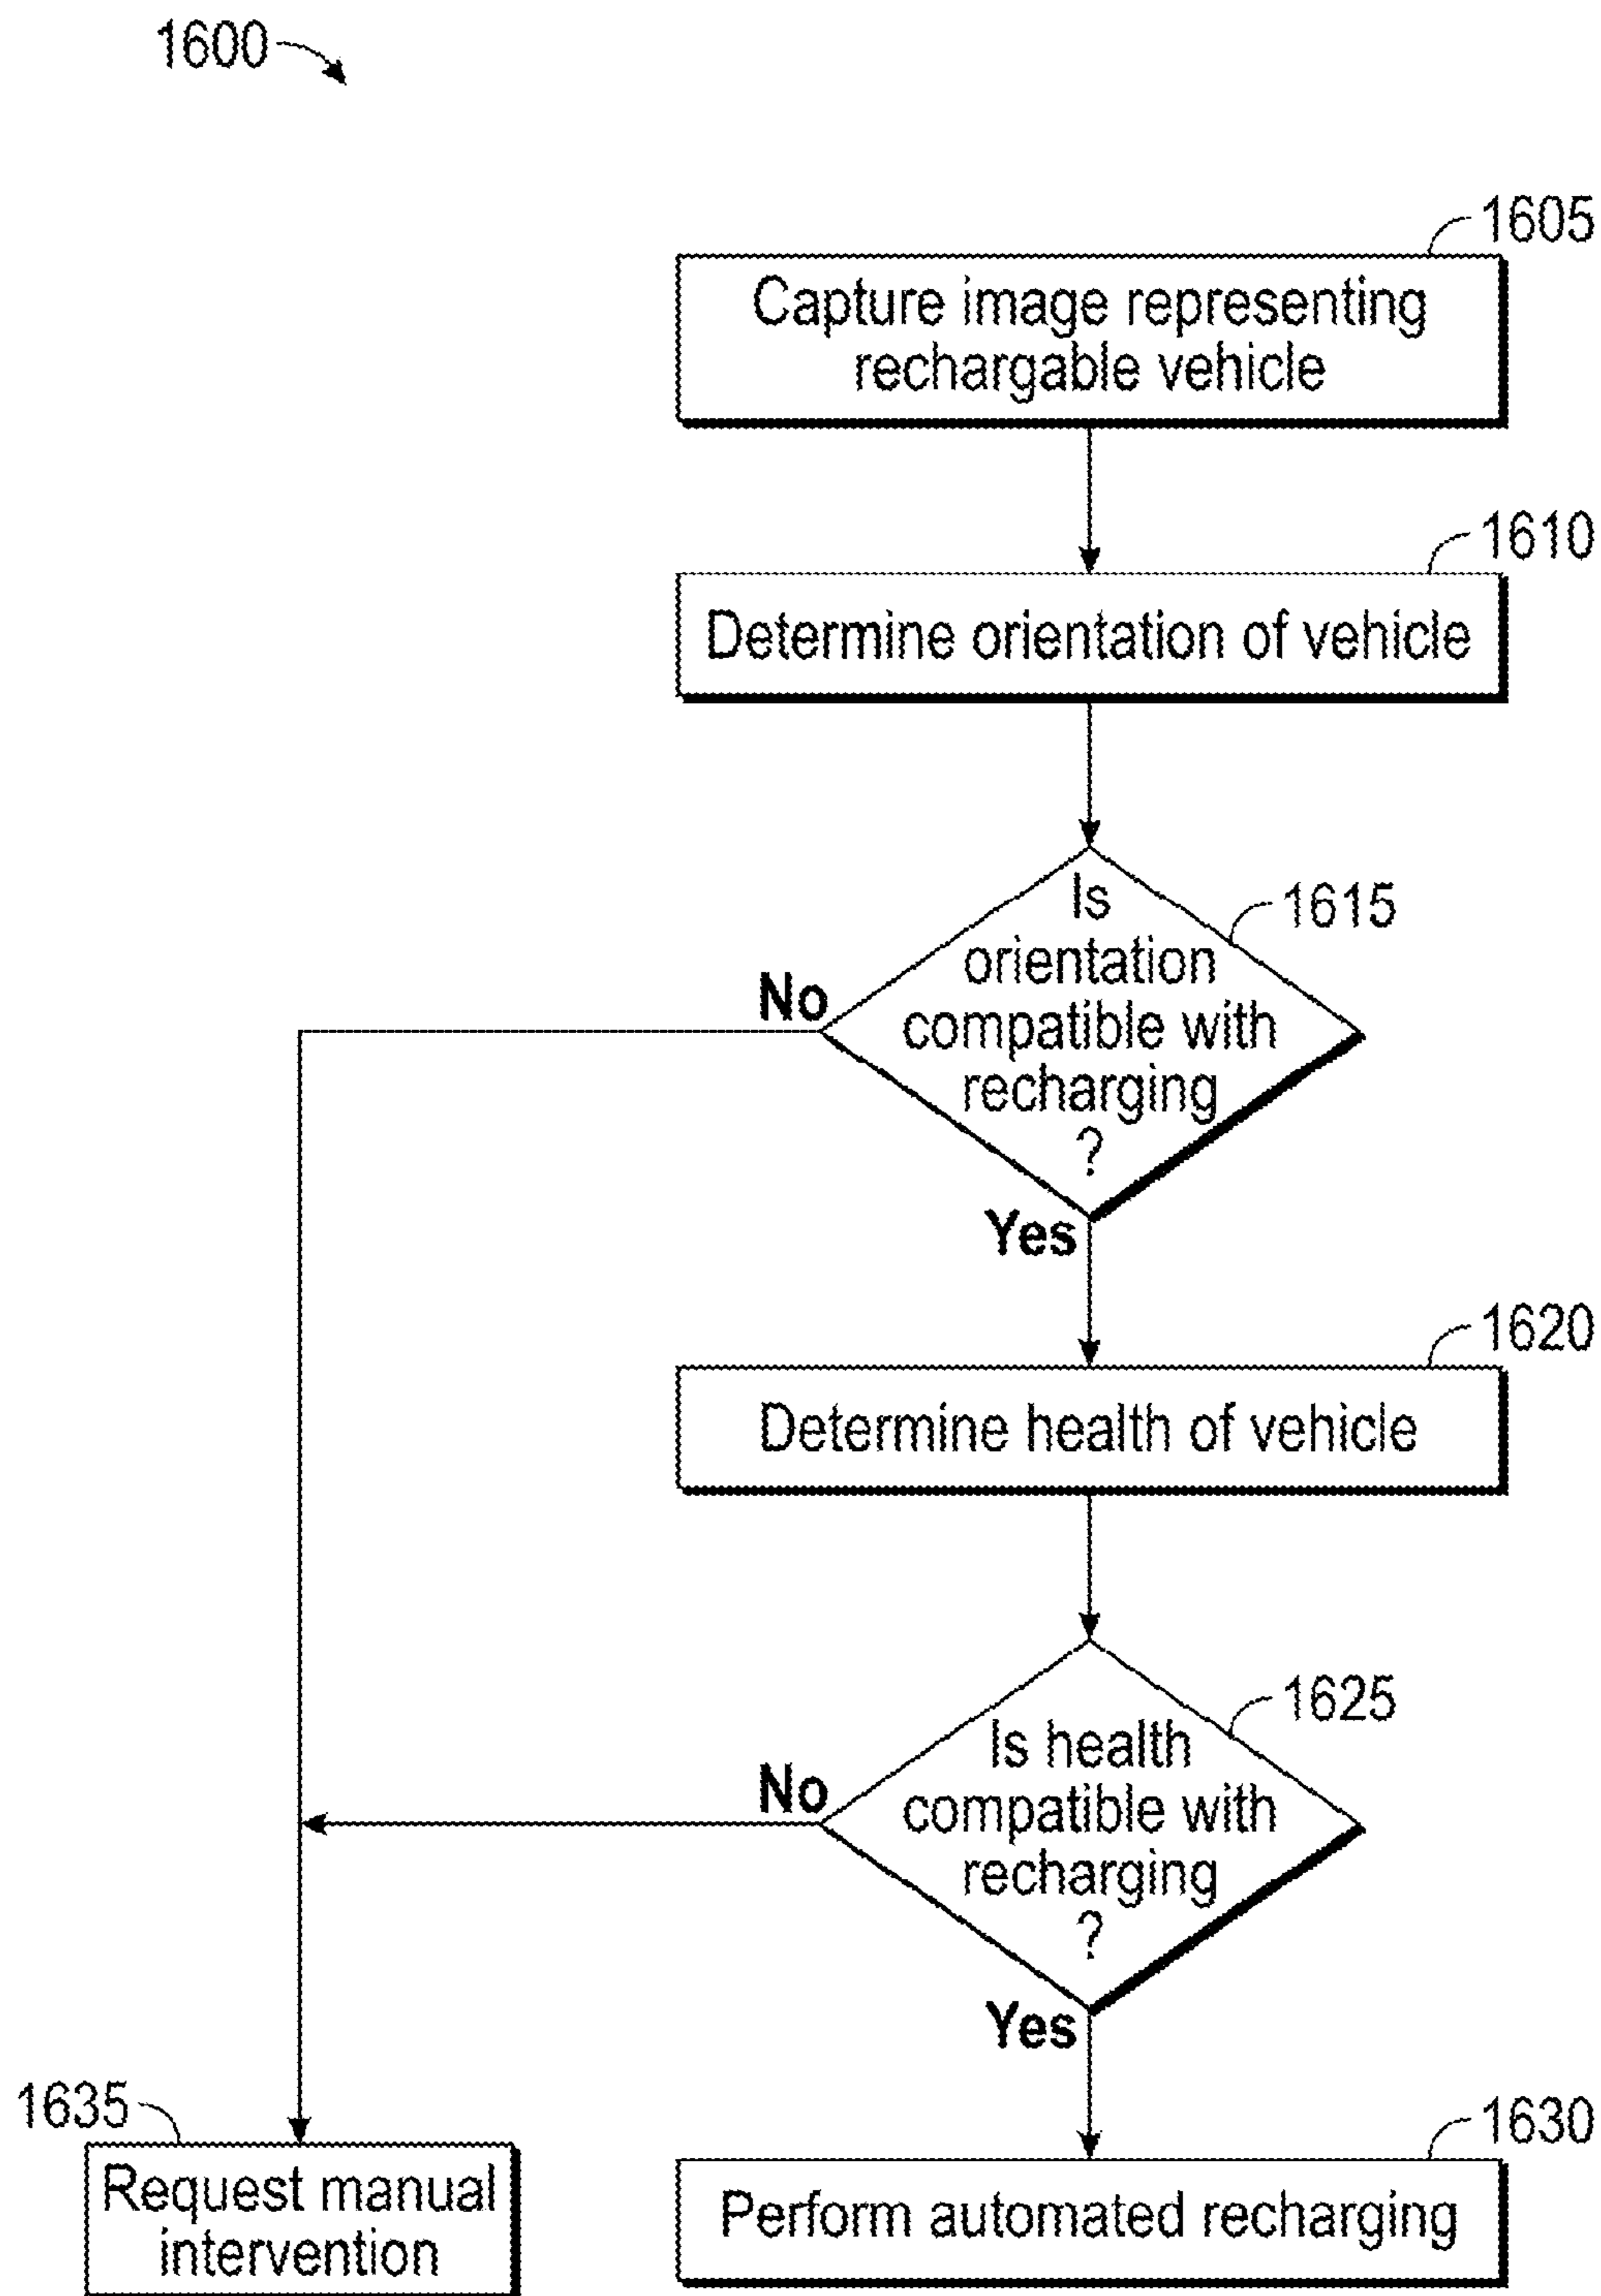 1600
1605
Capture image representing
rechargable vehicle
1610
Determine orientation of vehicle
1615
Is
orientation
compatible with
recharging
?
No
Yes
1620
Determine health of vehicle
1625
Is health
compatible with
recharging
?
No
Yes
1635
Request manual
intervention
1630
Perform automated recharging